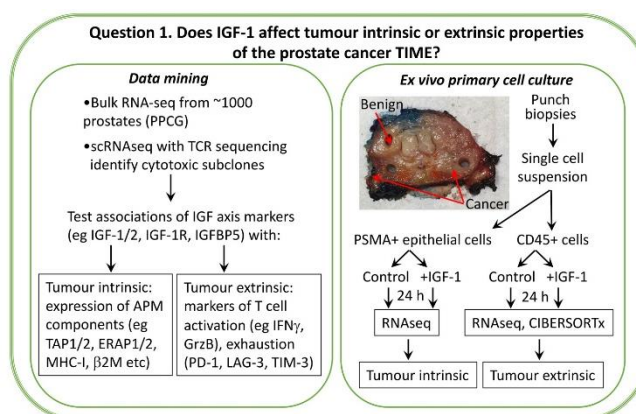 Question 1. Does IGF-1 affect tumour intrinsic or extrinsic properties
of the prostate cancer TIME?
Data mining
•Bulk RNA-seq from ~1000
prostates (PPCG)
•scRNAseq with TCR sequencing
identify cytotoxic subclones
Test associations of IGF axis markers
(eg IGF-1/2, IGF-1R, IGFBP5) with:
Tumour intrinsic:
expression of APM
components (eg
TAP1/2, ERAP1/2,
MHC-I, β2M etc)
Tumour extrinsic:
markers of T cell
activation (eg IFNγ,
GrzB), exhaustion
(PD-1, LAG-3, TIM-3)
Ex vivo primary cell culture
Benign
Cancer
Punch
biopsies
Single cell
suspension
PSMA+ epithelial cells
CD45+ cells
Control +IGF-1
24 h
RNAseq
Tumour intrinsic
Control +IGF-1
24 h
RNAseq, CIBERSORTx
Tumour extrinsic